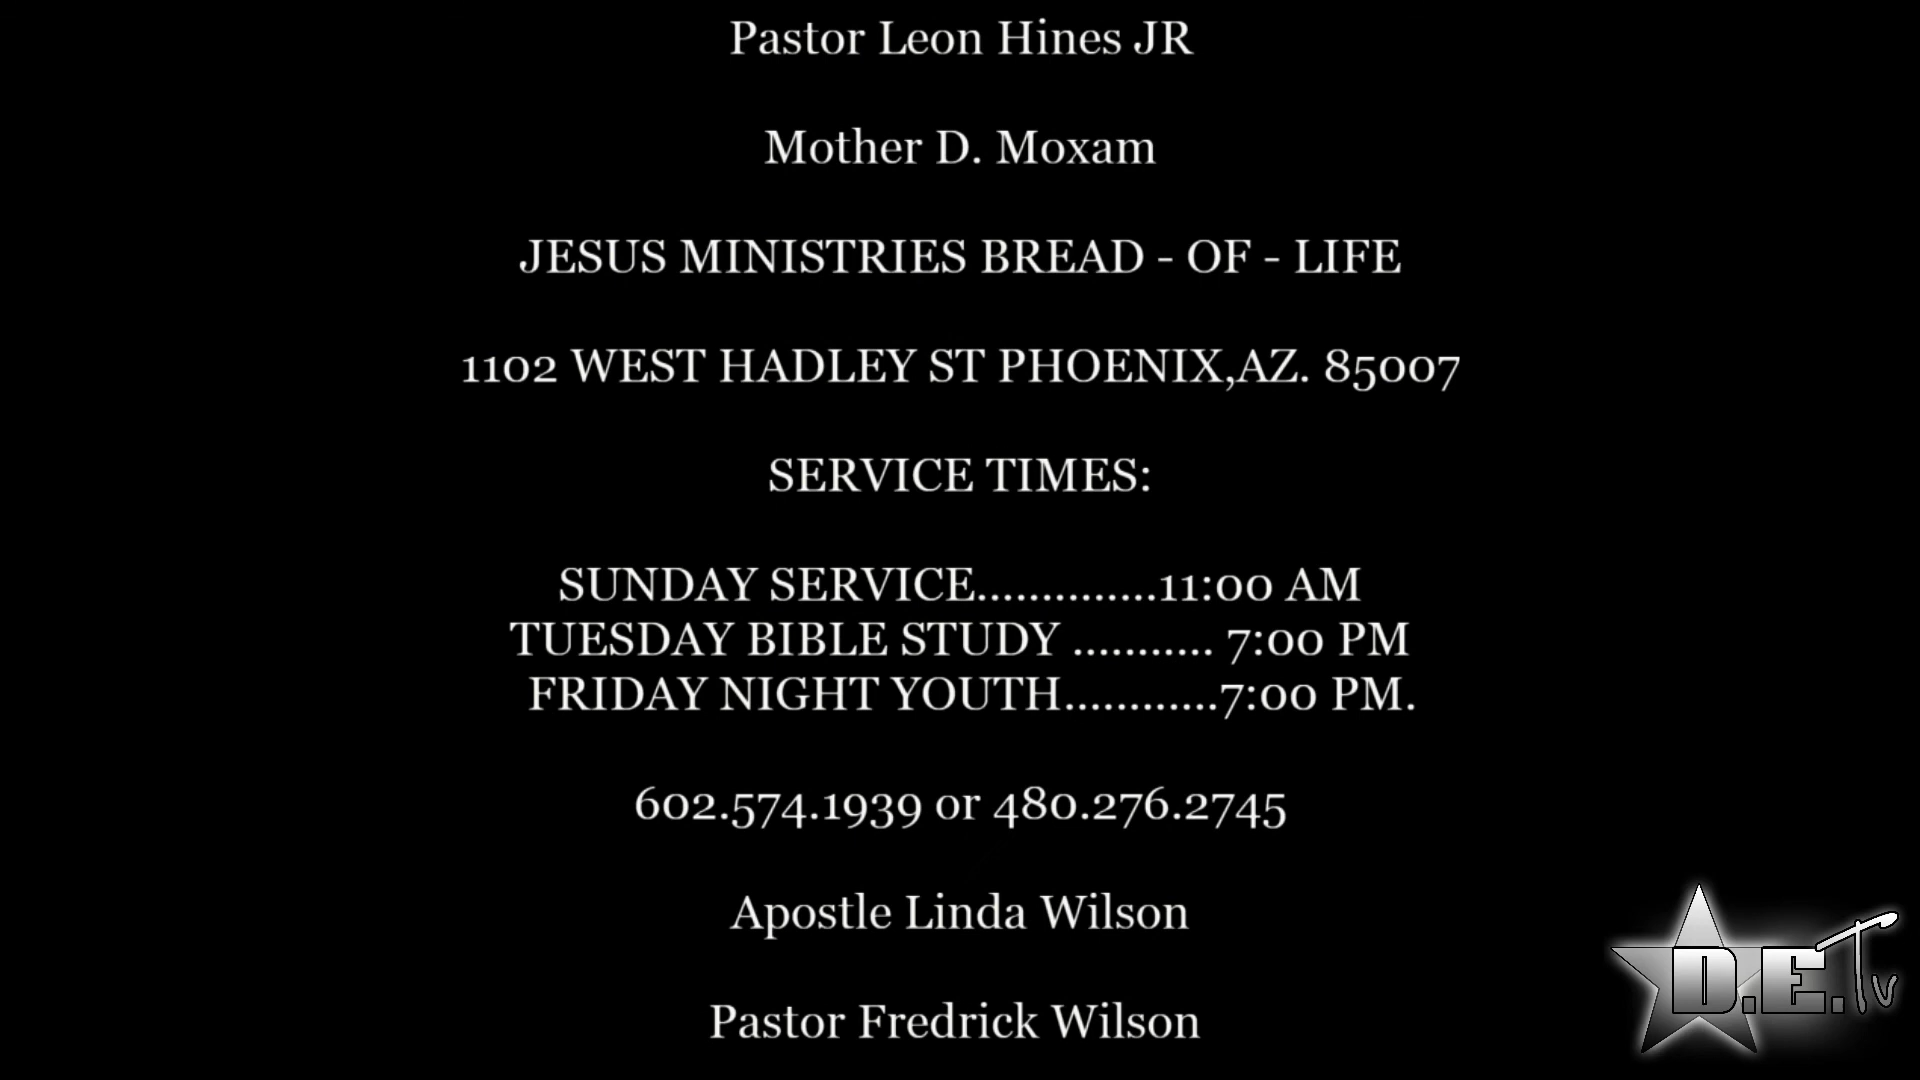 Pastor Leon Hines JR
Mother D. Moxam
JESUS MINISTRIES BREAD - OF - LIFE
1102 WEST HADLEY ST PHOENIX,AZ. 85007
SERVICE TIMES:
SUNDAY SERVICE..............11:00 AM
TUESDAY BIBLE STUDY ........... 7:00 PM
FRIDAY NIGHT YOUTH............7:00 PM.
602.574.1939 or 480.276.2745
Apostle Linda Wilson
Pastor Fredrick Wilson
D.E.Tv